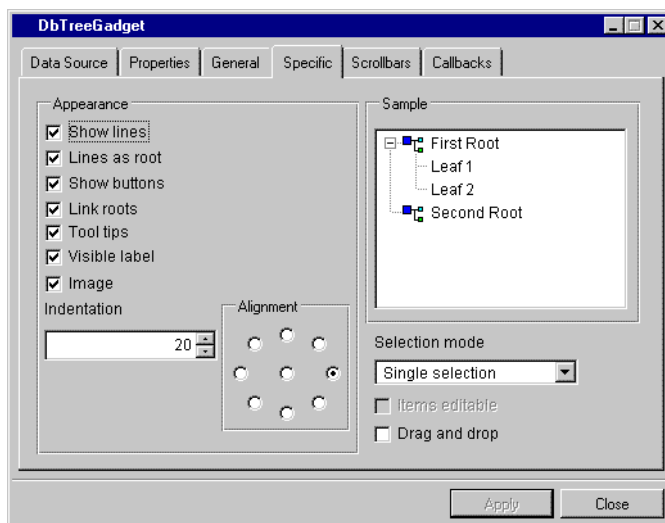 DbTreeGadget
Data Source Properties General Specific Scrollbars Callbacks
Appearance
Show lines
Lines as root
Show buttons
Link roots
Tool tips
Visible label
Image
Indentation
20
Alignment
Sample
First Root
Leaf 1
Leaf 2
Second Root
Selection mode
Single selection
Items editable
Drag and drop
Apply Close